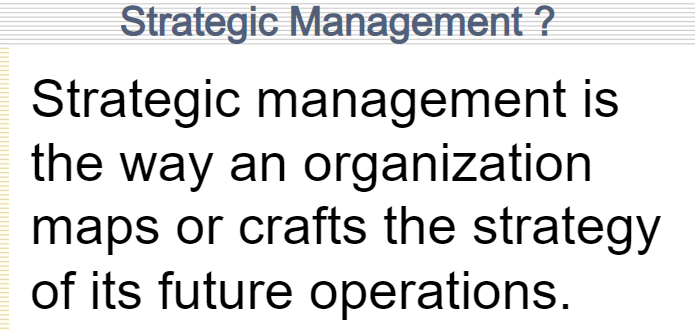 Strategic Management ?
Strategic management is
the way an organization
maps or crafts the strategy
of its future operations.